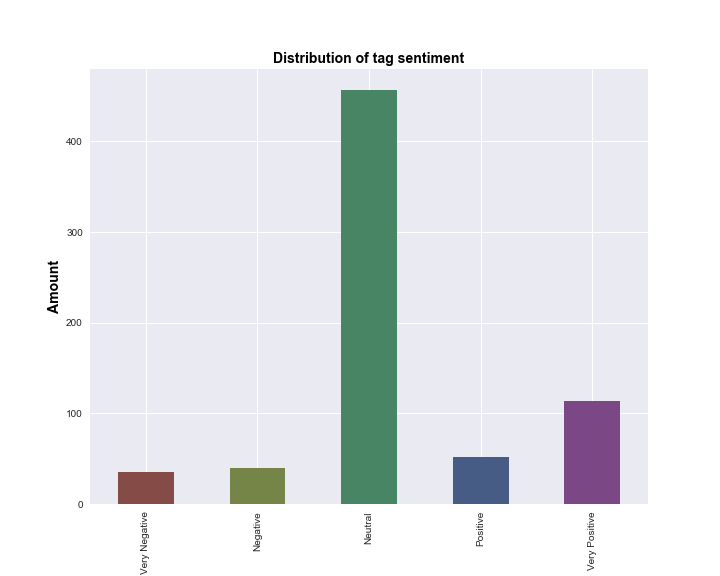 Distribution of tag sentiment
Amount
400
300
200
100
0
Very Negative
Negative
Neutral
Positive
Very Positive